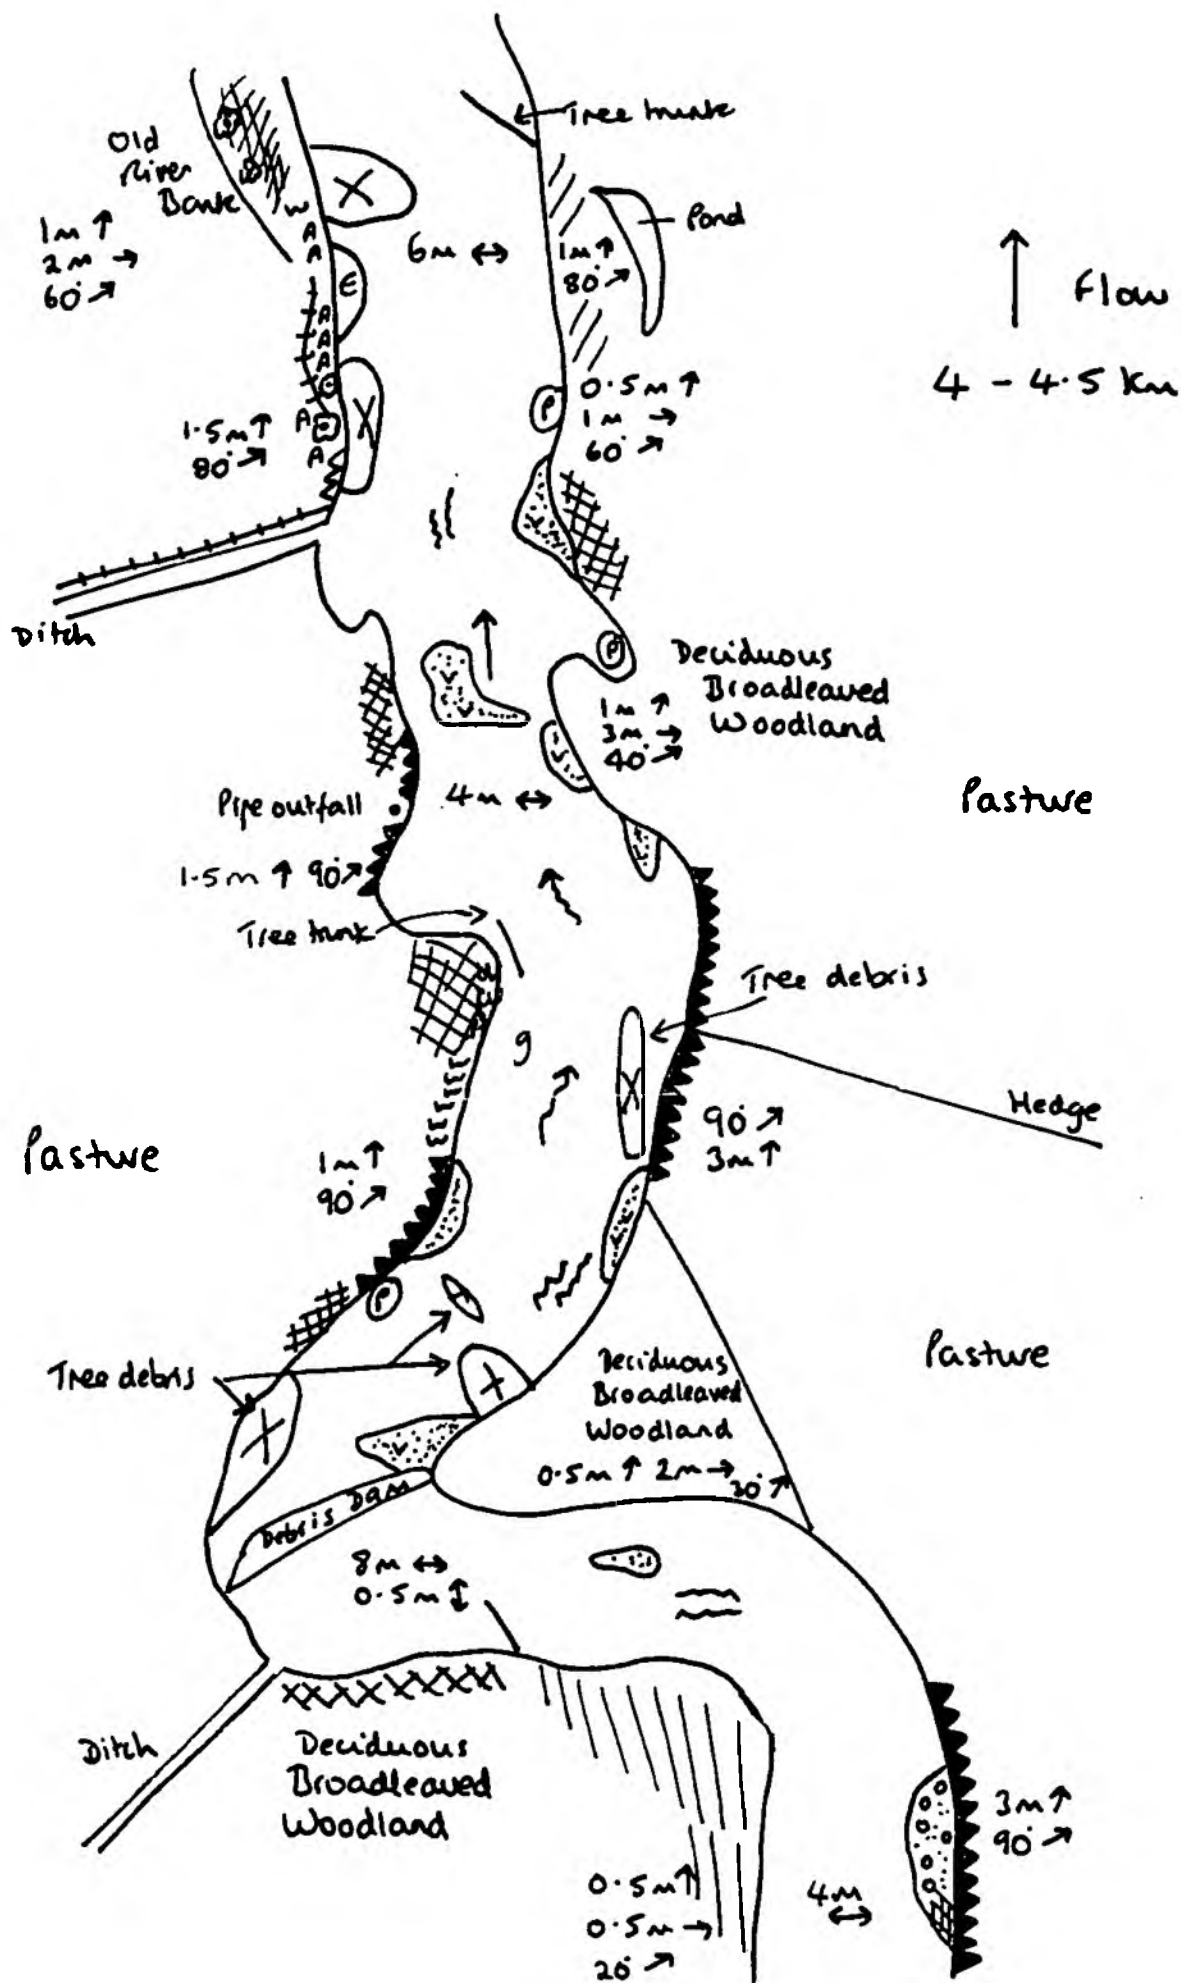 Tree trunk
Old
River
Bank
W
1m ↑
2m →
60° ↗
X
A
A
E
6m ↔
1m ↑
80° ↗
Pond
↑ Flow
4 - 4.5 Km
A
A
A
X
P
0.5m ↑
1m →
60° ↗
1.5m ↑
80° ↗
A
A
Ditch
P
Deciduous
Broadleaved
Woodland
1m ↑
3m →
40° ↗
Pipe outfall
4m ↔
Pasture
1.5m ↑ 90° ↗
Tree trunk
Tree debris
g
X
Hedge
90° ↗
3m ↑
Pasture
1m ↑
90° ↗
P
X
Tree debris
X
X
Deciduous
Broadleaved
Woodland
0.5m ↑ 2m → 30° ↗
Pasture
Debris Dam
8m ↔
0.5m ↕
Ditch
Deciduous
Broadleaved
Woodland
3m ↑
90° ↗
0.5m ↑
0.5m →
20° ↗
4m
↔